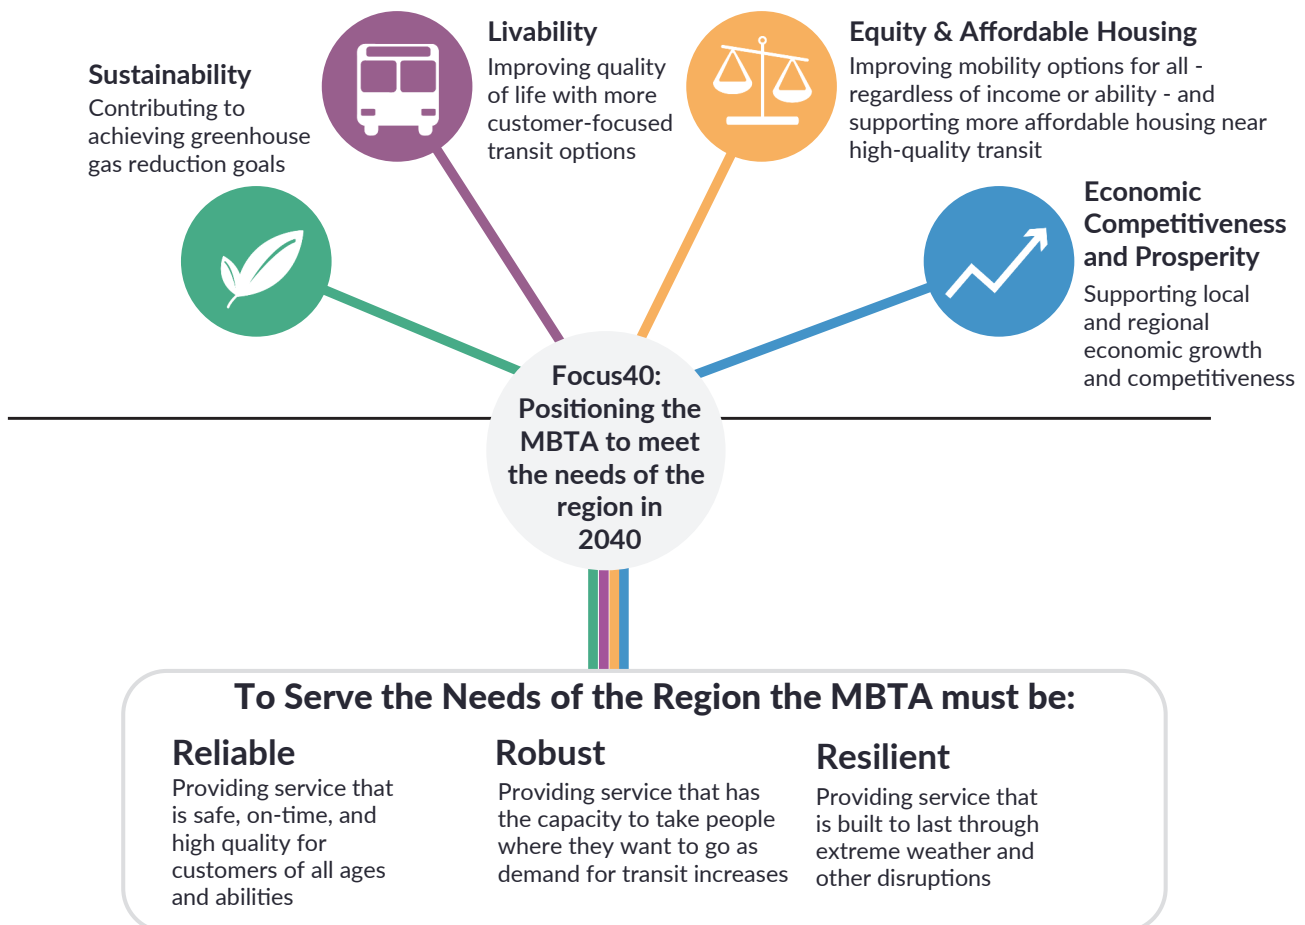 Sustainability
Contributing to
achieving greenhouse
gas reduction goals
Livability
Improving quality
of life with more
customer-focused
transit options
Equity & Affordable Housing
Improving mobility options for all -
regardless of income or ability - and
supporting more affordable housing near
high-quality transit
Economic
Competitiveness
and Prosperity
Supporting local
and regional
economic growth
and competitiveness
Focus40:
Positioning the
MBTA to meet
the needs of the
region in
2040
To Serve the Needs of the Region the MBTA must be:
Reliable
Providing service that
is safe, on-time, and
high quality for
customers of all ages
and abilities
Robust
Providing service that has
the capacity to take people
where they want to go as
demand for transit increases
Resilient
Providing service that
is built to last through
extreme weather and
other disruptions